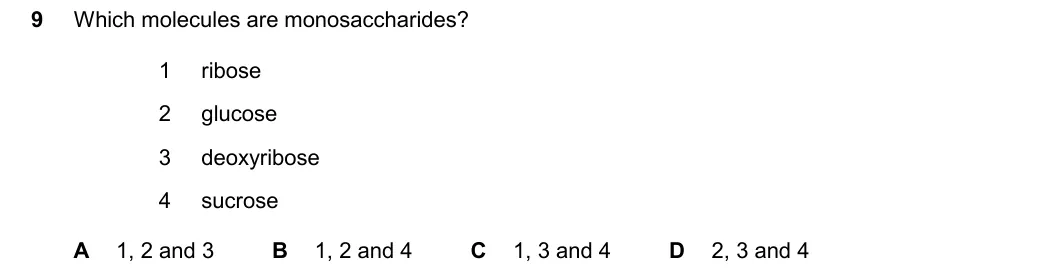 9 Which molecules are monosaccharides?
1 ribose
2 glucose
3 deoxyribose
4 sucrose
A 1, 2 and 3 B 1, 2 and 4 C 1, 3 and 4 D 2, 3 and 4